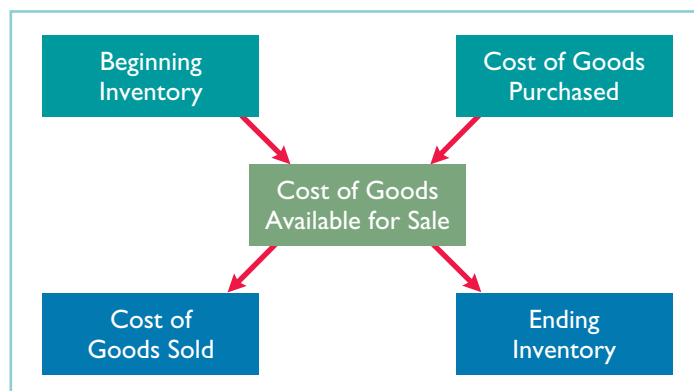 Beginning
Inventory
Cost of Goods
Purchased
Cost of Goods
Available for Sale
Cost of
Goods Sold
Ending
Inventory